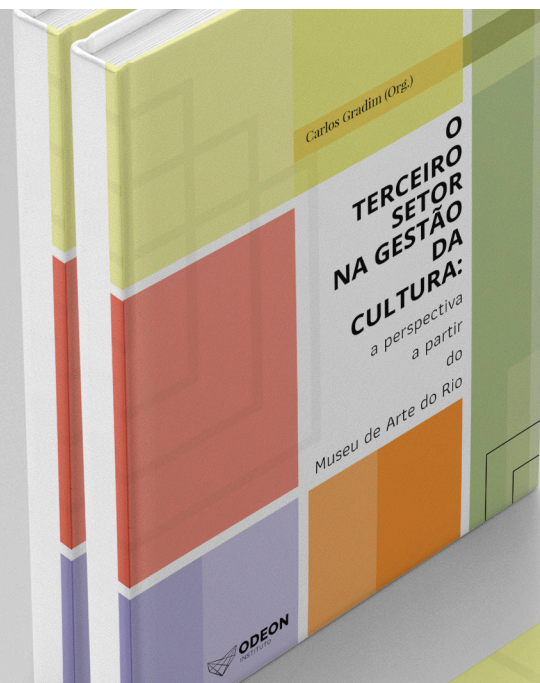 Carlos Gradim (Org.)
O
TERCEIRO
SETOR
NA GESTÃO
DA
CULTURA:
a perspectiva
a partir
do
Museu de Arte do Rio
ODEON
INSTITUTO